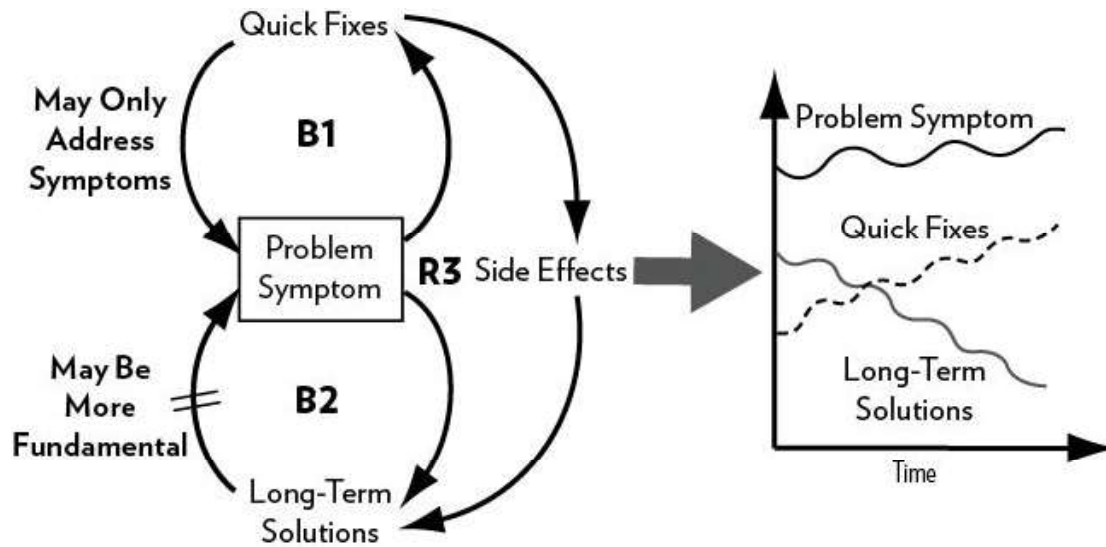 Quick Fixes
May Only
Address
Symptoms
B1
Problem
Symptom
R3 Side Effects
May Be
More
Fundamental
B2
Long-Term
Solutions
Problem Symptom
Quick Fixes
Long-Term
Solutions
Time